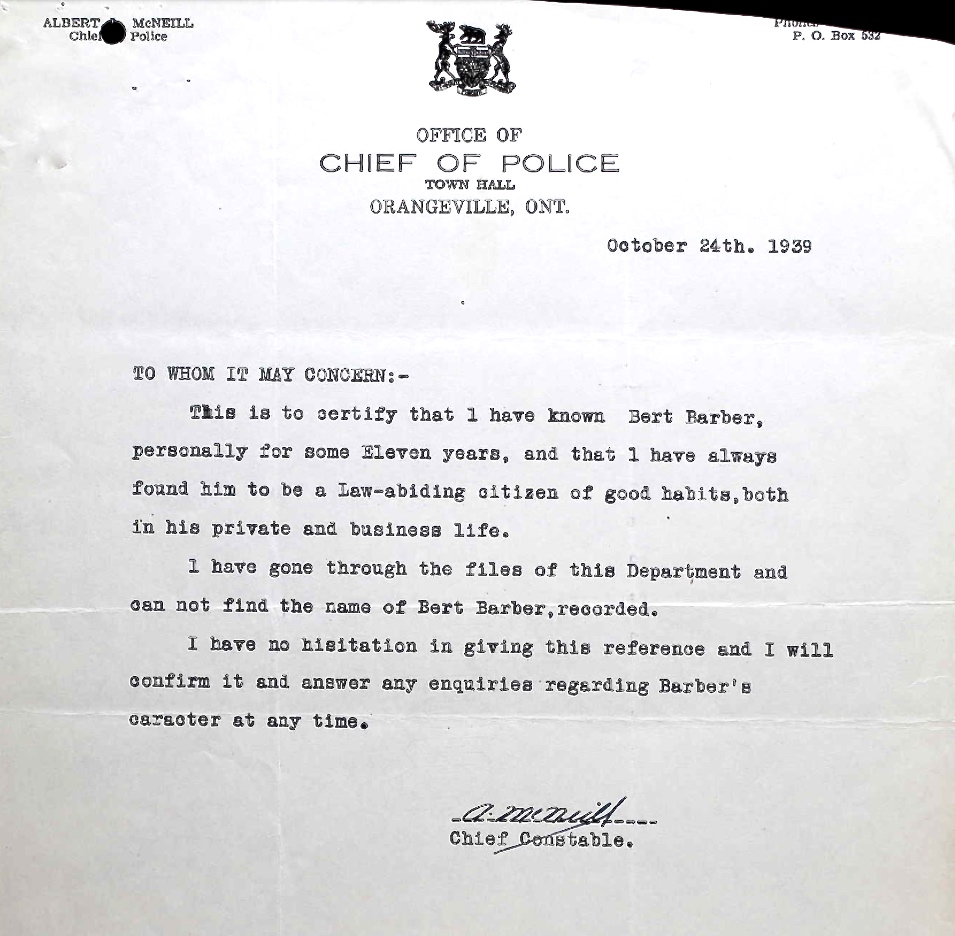 ALBERT McNEILL
Chief Police
P. O. Box 532
OFFICE OF
CHIEF OF POLICE
TOWN HALL
ORANGEVILLE, ONT.
October 24th. 1939
TO WHOM IT MAY CONCERN:-
This is to certify that 1 have known Bert Barber,
personally for some Eleven years, and that 1 have always
found him to be a Law-abiding citizen of good habits,both
in his private and business life.
1 have gone through the files of this Department and
can not find the name of Bert Barber,recorded.
I have no hisitation in giving this reference and I will
confirm it and answer any enquiries regarding Barber's
caracter at any time.
A. McNeill
Chief Constable.